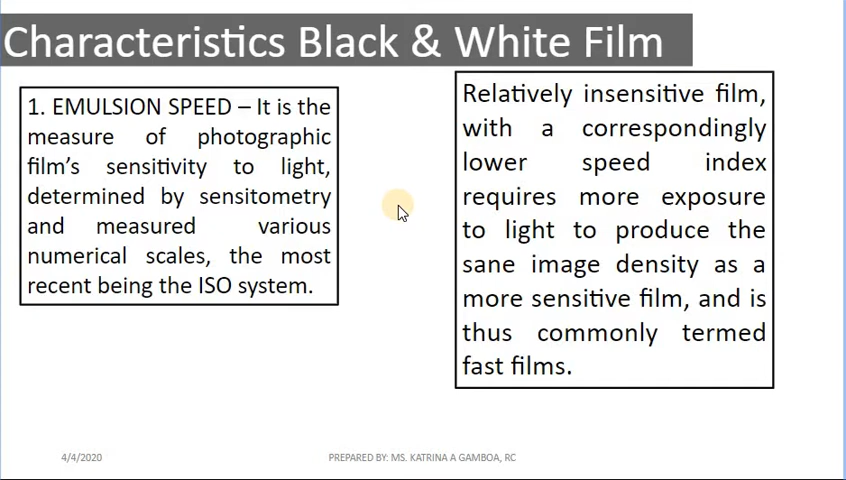 Characteristics Black & White Film
1. EMULSION SPEED – It is the
measure of photographic
film's sensitivity to light,
determined by sensitometry
and measured various
numerical scales, the most
recent being the ISO system.
Relatively insensitive film,
with a correspondingly
lower speed index
requires more exposure
to light to produce the
sane image density as a
more sensitive film, and is
thus commonly termed
fast films.
4/4/2020
PREPARED BY: MS. KATRINA A GAMBOA, RC